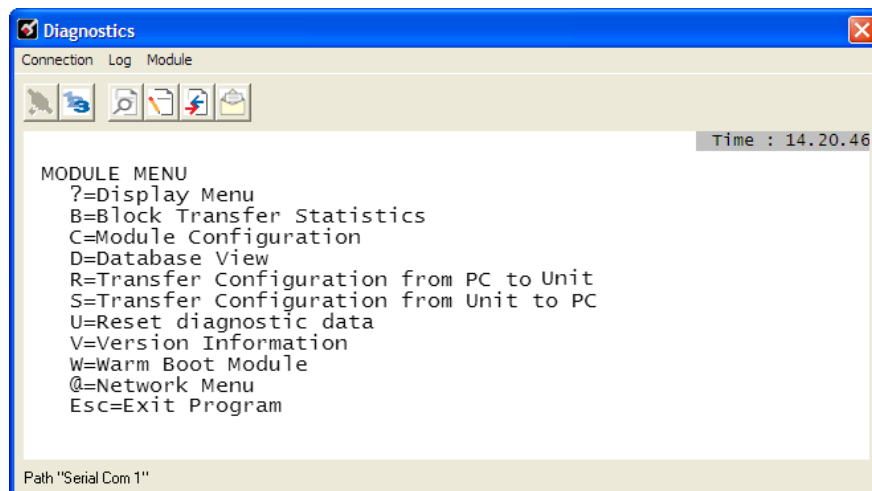 Diagnostics
Connection Log Module
Time : 14.20.46
MODULE MENU
?=Display Menu
B=Block Transfer Statistics
C=Module Configuration
D=Database View
R=Transfer Configuration from PC to Unit
S=Transfer Configuration from Unit to PC
U=Reset diagnostic data
V=Version Information
W=Warm Boot Module
@=Network Menu
Esc=Exit Program
Path "Serial Com 1"